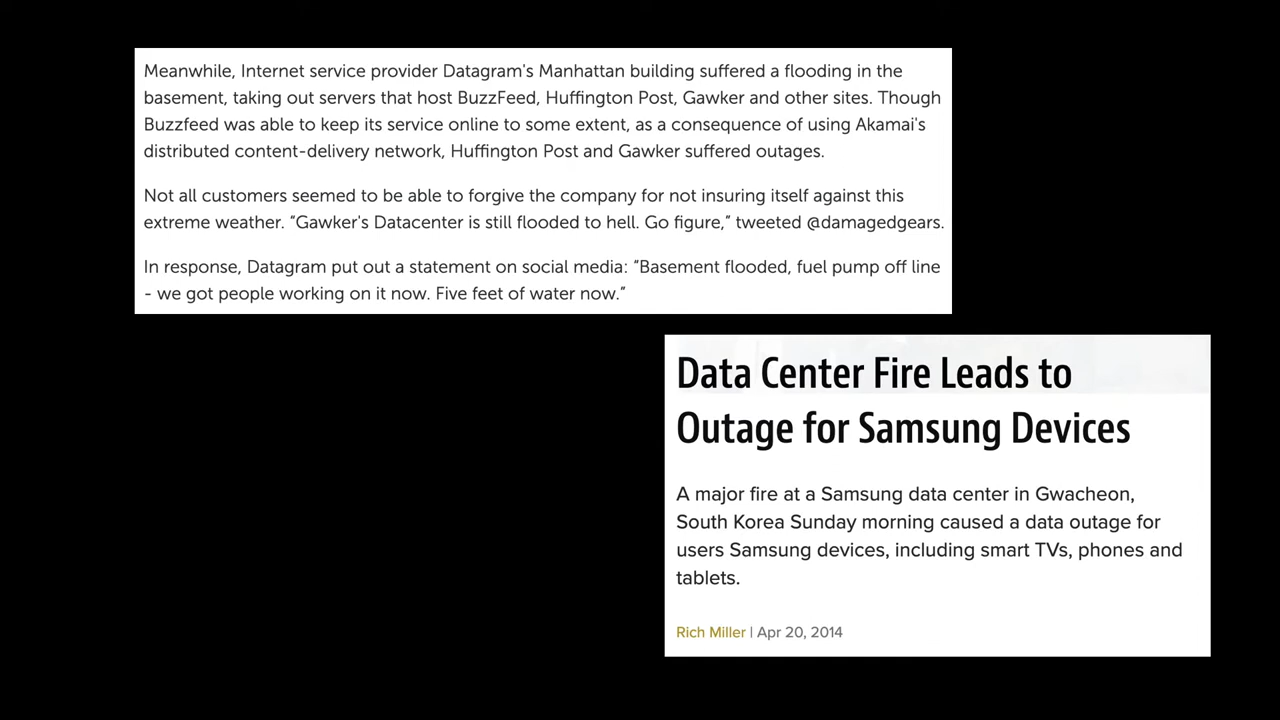 Meanwhile, Internet service provider Datagram's Manhattan building suffered a flooding in the
basement, taking out servers that host BuzzFeed, Huffington Post, Gawker and other sites. Though
Buzzfeed was able to keep its service online to some extent, as a consequence of using Akamai's
distributed content-delivery network, Huffington Post and Gawker suffered outages.
Not all customers seemed to be able to forgive the company for not insuring itself against this
extreme weather. “Gawker's Datacenter is still flooded to hell. Go figure,” tweeted @damagedgears.
In response, Datagram put out a statement on social media: “Basement flooded, fuel pump off line
- we got people working on it now. Five feet of water now.”
Data Center Fire Leads to
Outage for Samsung Devices
A major fire at a Samsung data center in Gwacheon,
South Korea Sunday morning caused a data outage for
users Samsung devices, including smart TVs, phones and
tablets.
Rich Miller | Apr 20, 2014